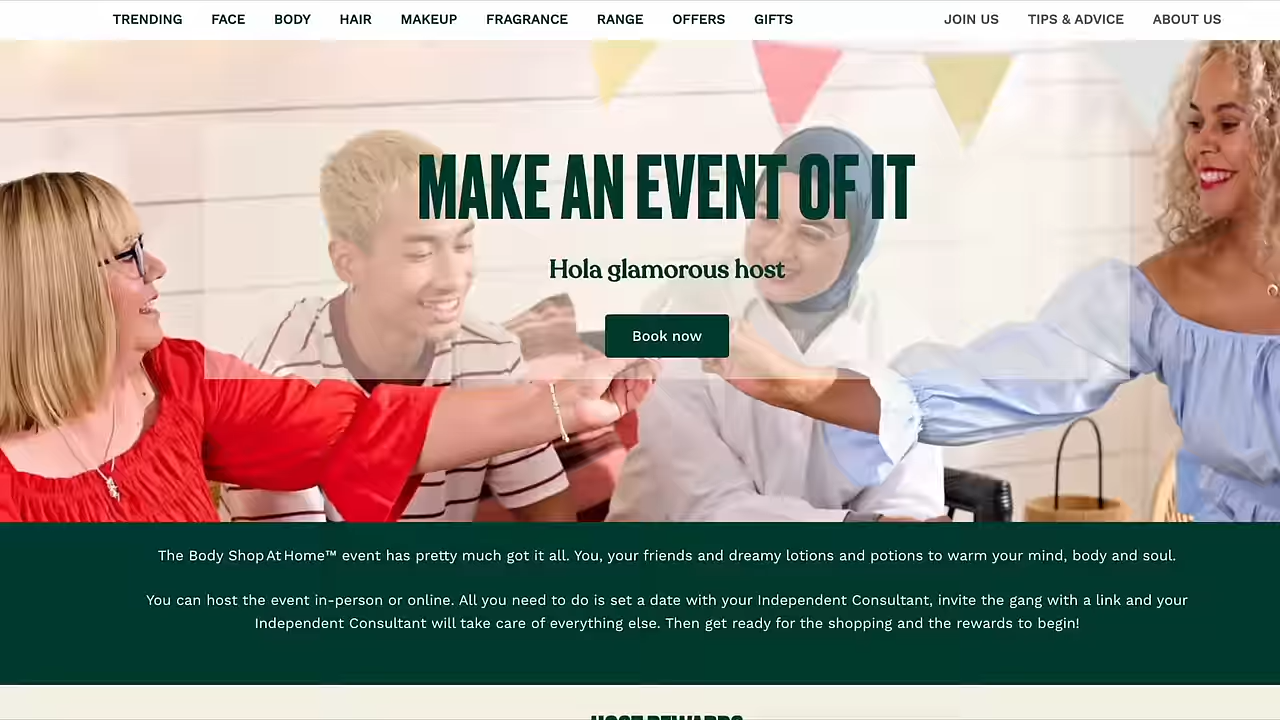 TRENDING FACE BODY HAIR MAKEUP FRAGRANCE RANGE OFFERS GIFTS JOIN US TIPS & ADVICE ABOUT US
MAKE AN EVENT OF IT
Hola glamorous host
Book now
The Body Shop At Home™ event has pretty much got it all. You, your friends and dreamy lotions and potions to warm your mind, body and soul.
You can host the event in-person or online. All you need to do is set a date with your Independent Consultant, invite the gang with a link and your
Independent Consultant will take care of everything else. Then get ready for the shopping and the rewards to begin!
HOST REWARDS